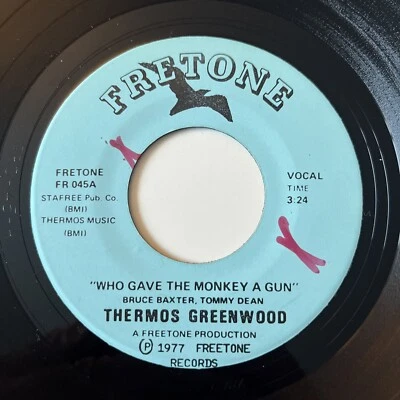 FRETONE
FRETONE
FR 045A
STAFREE Pub. Co.
(BMI)
THERMOS MUSIC
(BMI)
VOCAL
TIME
3:24
"WHO GAVE THE MONKEY A GUN"
BRUCE BAXTER, TOMMY DEAN
THERMOS GREENWOOD
A FREETONE PRODUCTION
Ⓟ 1977 FREETONE
RECORDS